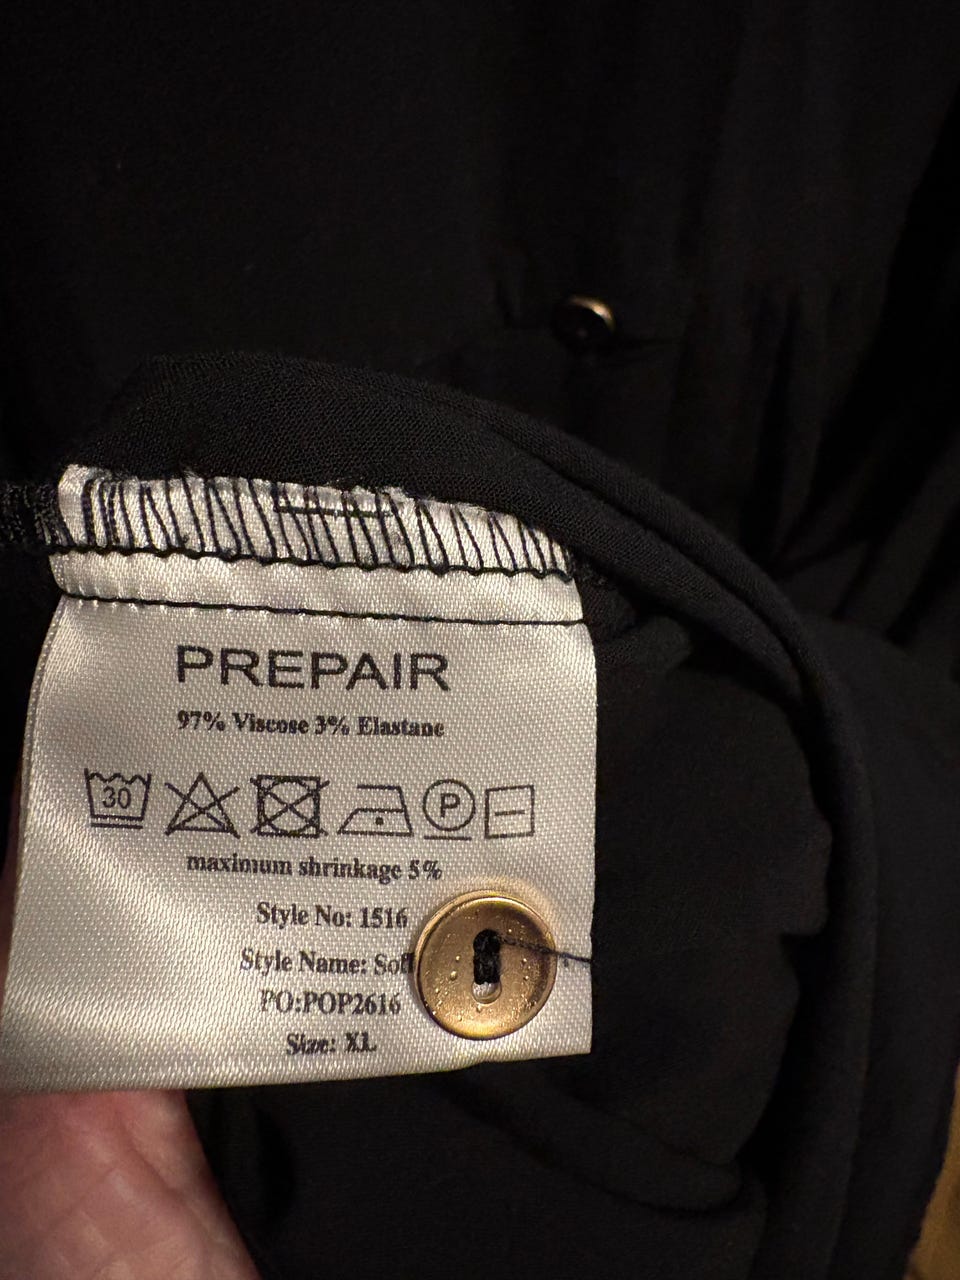 PREPAIR
97% Viscose 3% Elastane
30 P
maximum shrinkage 5%
Style No: 1516
Style Name:
PO:POP2616
Size: XL